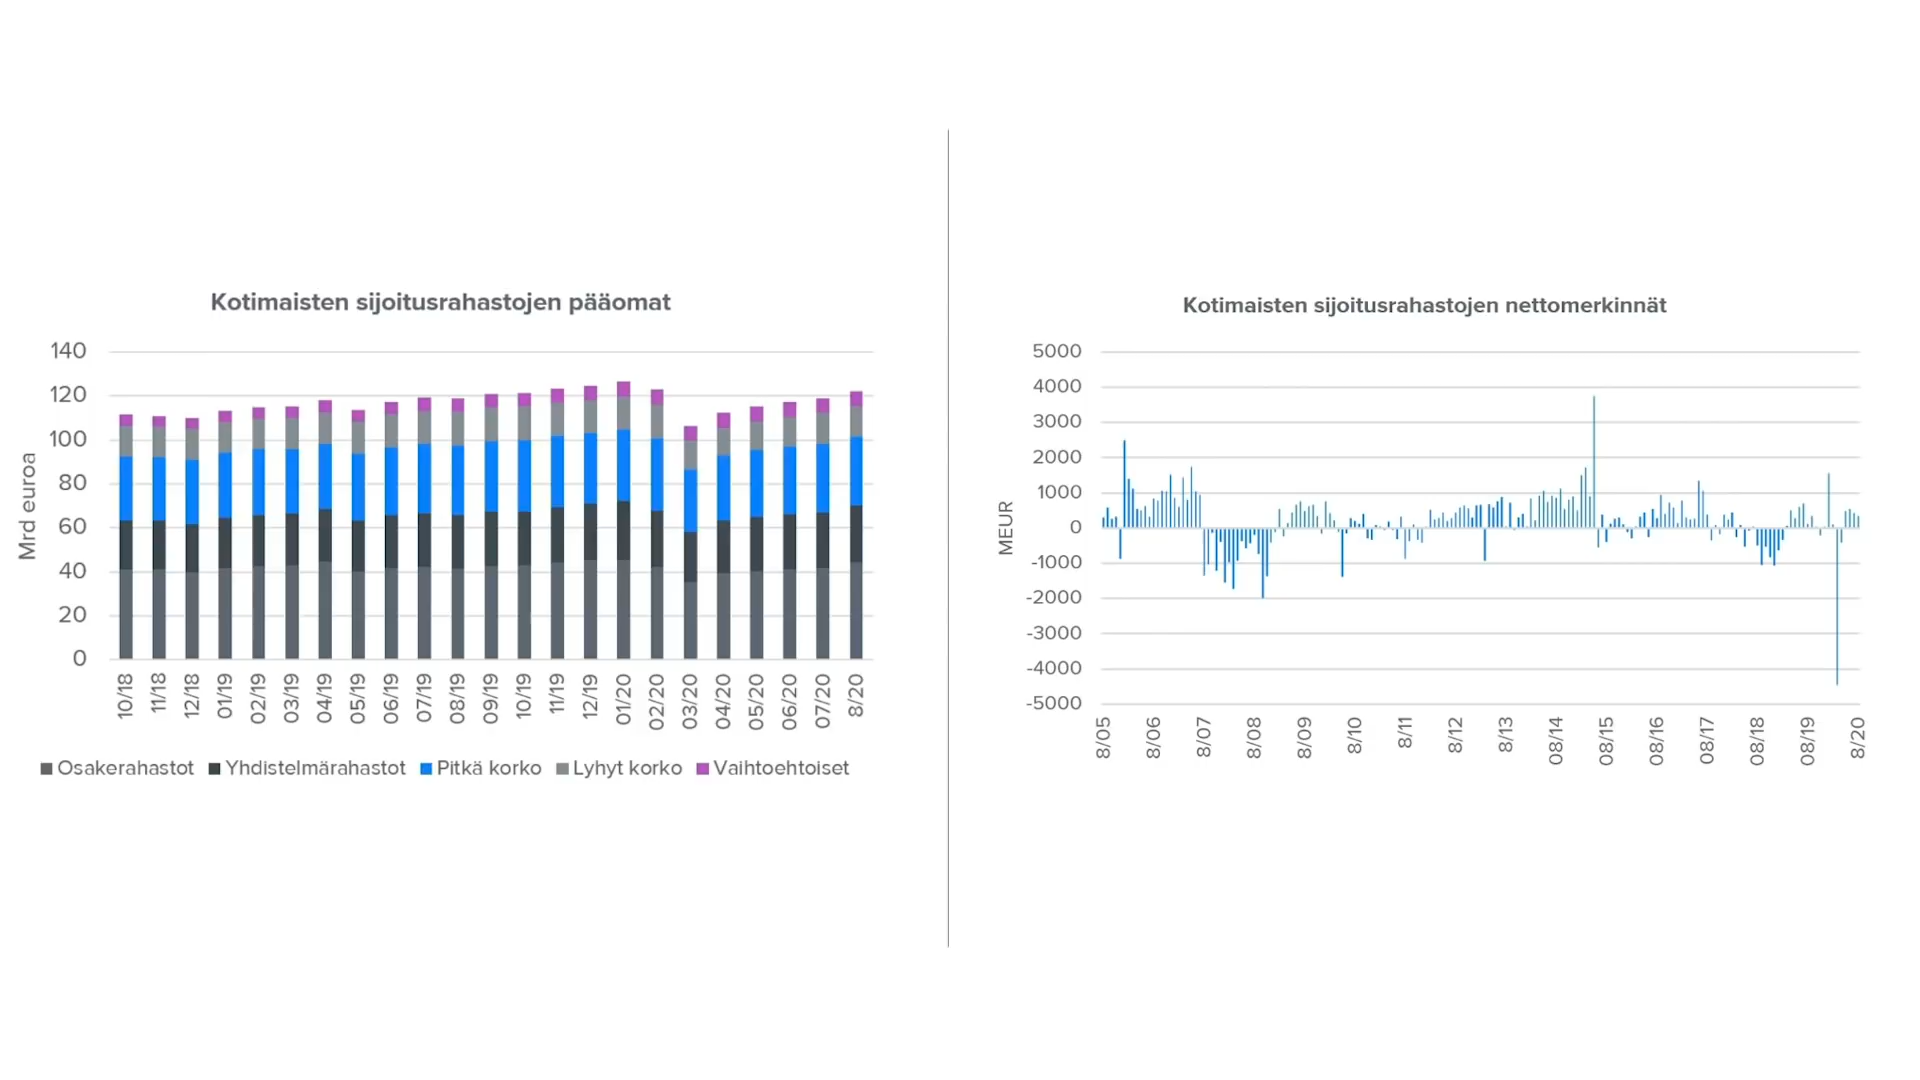 Kotimaisten sijoitusrahastojen pääomat
Mrd euroa
140
120
100
80
60
40
20
0
10/18 11/18 12/18 01/19 02/19 03/19 04/19 05/19 06/19 07/19 08/19 09/19 10/19 11/19 12/19 01/20 02/20 03/20 04/20 05/20 06/20 07/20 8/20
Osakerahastot Yhdistelmärahastot Pitkä korko Lyhyt korko Vaihtoehtoiset
Kotimaisten sijoitusrahastojen nettomerkinnät
MEUR
5000
4000
3000
2000
1000
0
-1000
-2000
-3000
-4000
-5000
8/05 8/06 8/07 8/08 8/09 8/10 8/11 8/12 8/13 08/14 08/15 08/16 08/17 08/18 08/19 8/20